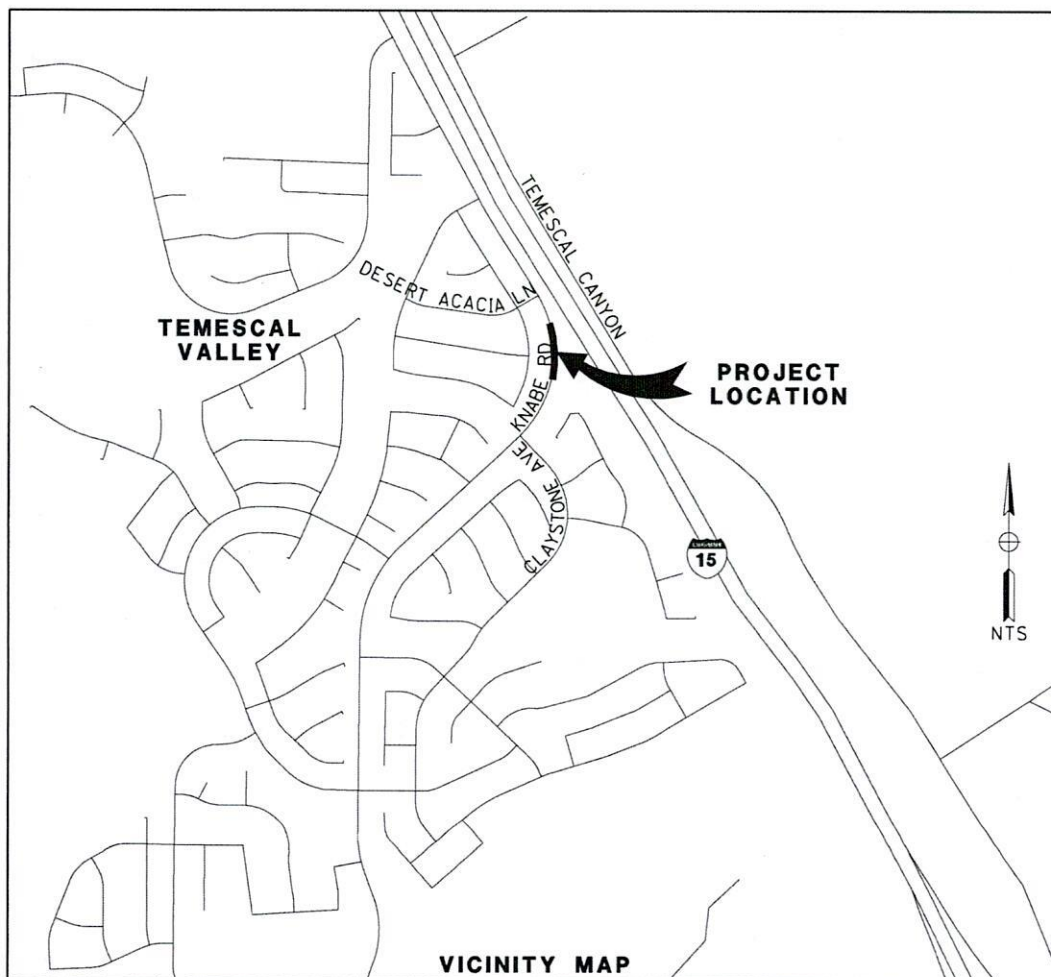 TEMESCAL CANYON
DESERT ACACIA LN
TEMESCAL
VALLEY
KNABE RD
PROJECT
LOCATION
CLAYSTONE AVE
15
NTS
VICINITY MAP